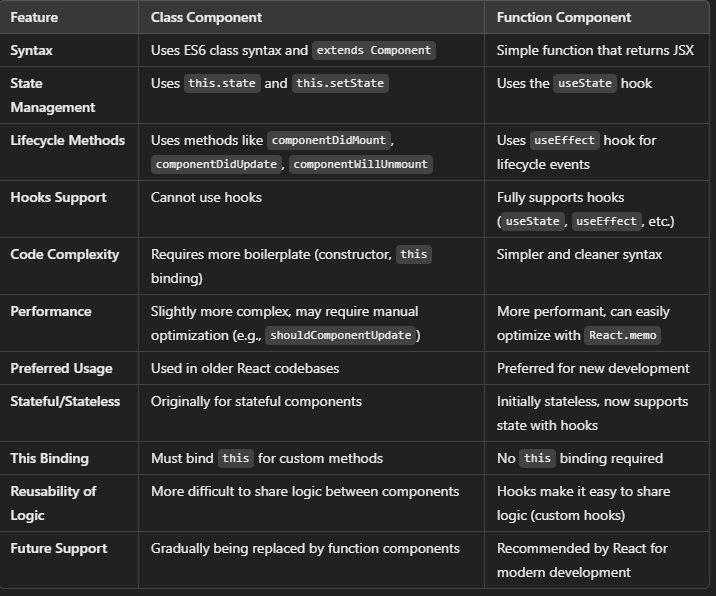 Feature Class Component Function Component
Syntax Uses ES6 class syntax and extends Component Simple function that returns JSX
State Uses this.state and this.setState Uses the useState hook
Management
Lifecycle Methods Uses methods like componentDidMount, Uses useEffect hook for
componentDidUpdate, componentWillUnmount lifecycle events
Hooks Support Cannot use hooks Fully supports hooks
(useState, useEffect, etc.)
Code Complexity Requires more boilerplate (constructor, this Simpler and cleaner syntax
binding)
Performance Slightly more complex, may require manual More performant, can easily
optimization (e.g., shouldComponentUpdate) optimize with React.memo
Preferred Usage Used in older React codebases Preferred for new development
Stateful/Stateless Originally for stateful components Initially stateless, now supports
state with hooks
This Binding Must bind this for custom methods No this binding required
Reusability of More difficult to share logic between components Hooks make it easy to share
Logic logic (custom hooks)
Future Support Gradually being replaced by function components Recommended by React for
modern development